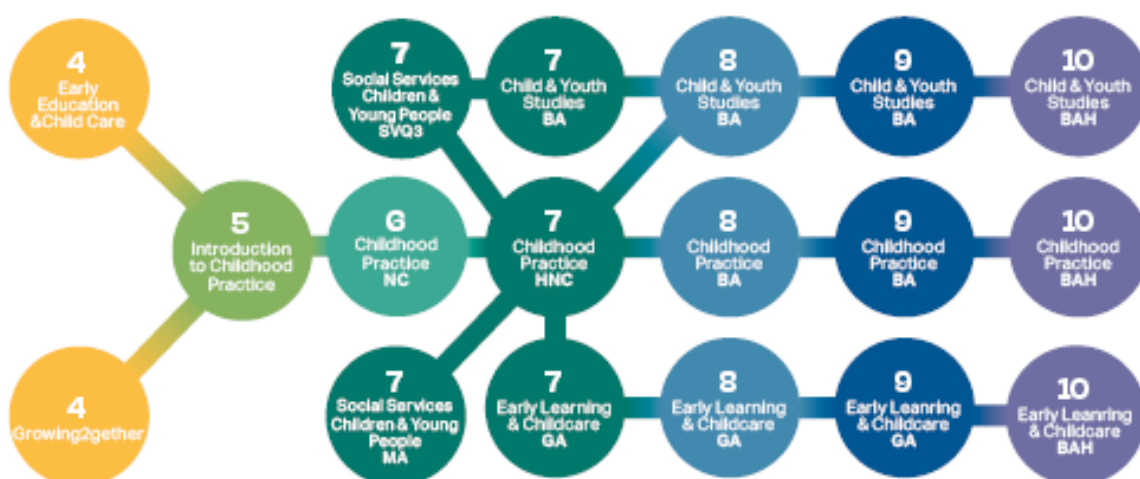 4
Early
Education
&Child Care
7
Social Services
Children &
Young People
SVQ3
7
Child & Youth
Studies
BA
8
Child & Youth
Studies
BA
9
Child & Youth
Studies
BA
10
Child & Youth
Studies
BAH
5
Introduction
to Childhood
Practice
6
Childhood
Practice
NC
7
Childhood
Practice
HNC
8
Childhood
Practice
BA
9
Childhood
Practice
BA
10
Childhood
Practice
BAH
4
Growing2gether
7
Social Services
Children & Young
People
MA
7
Early Learning
& Childcare
GA
8
Early Learning
& Childcare
GA
9
Early Leanring
& Childcare
GA
10
Early Leanring
& Childcare
BAH